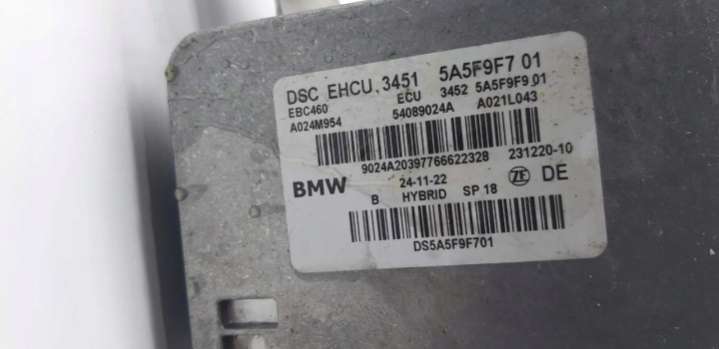 DSC EHCU 3451 5A5F9F7 01
EBC460 ECU 3452 5A5F9F9 01
A024M954 54089024A A021L043
9024A20397766622328 231220-10
BMW 24-11-22 ZF DE
B HYBRID SP 18
DS5A5F9F701